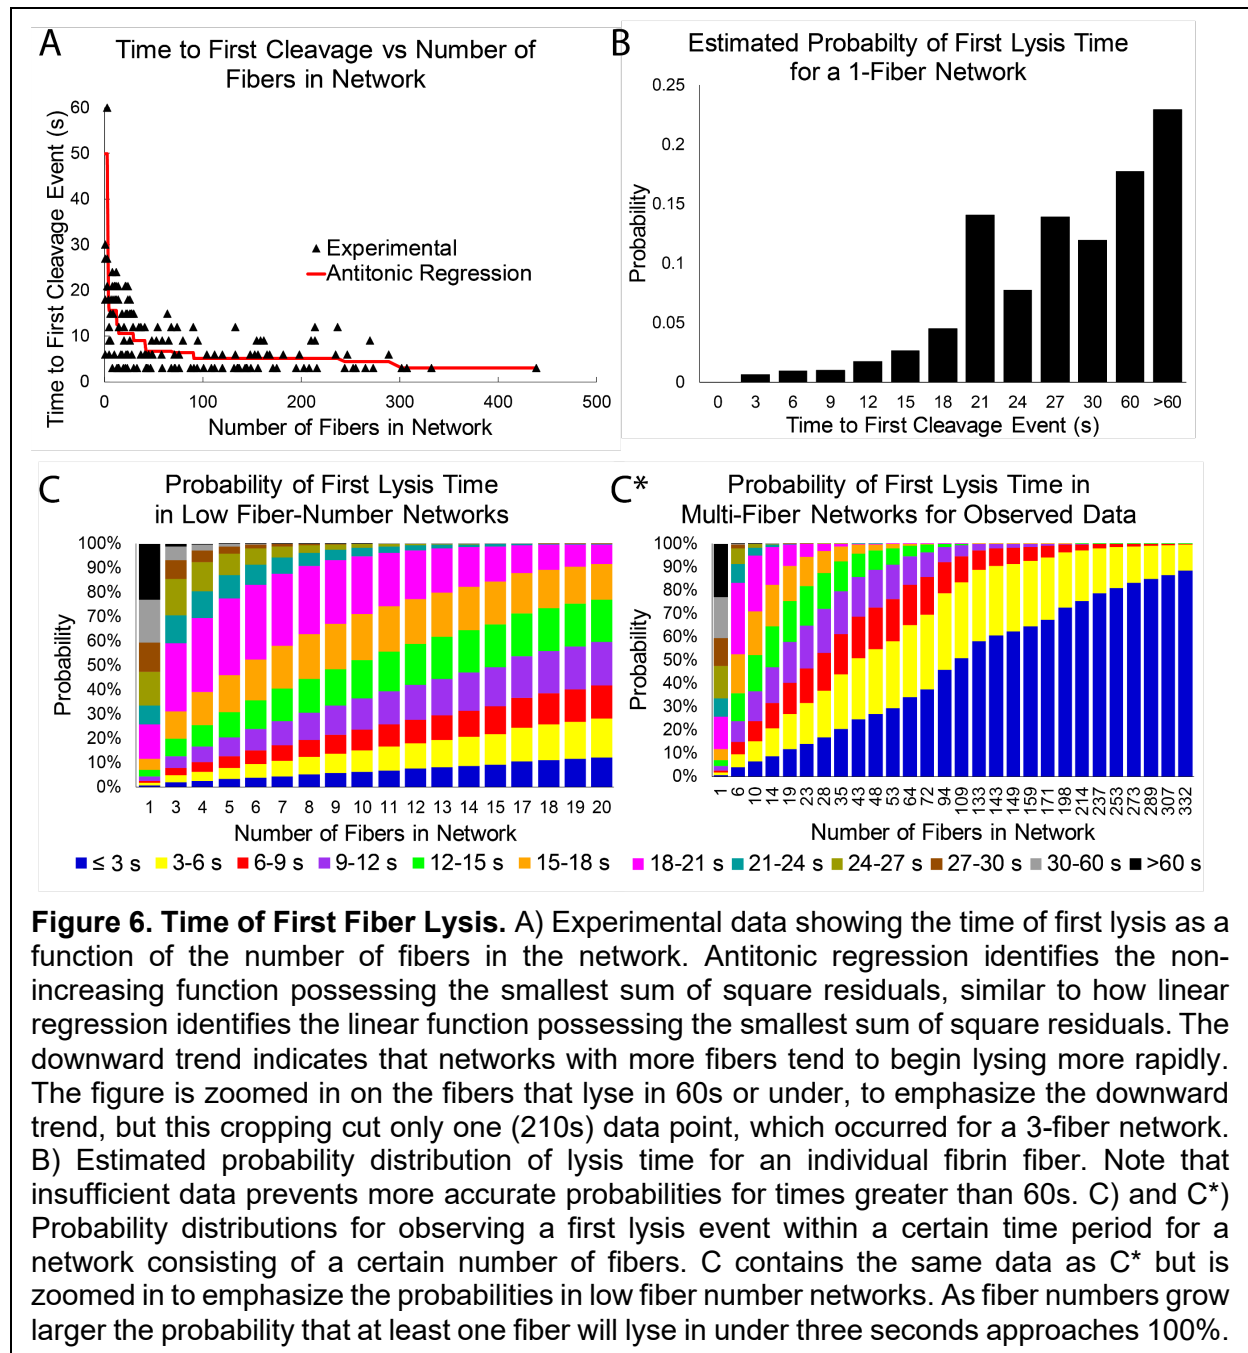 A
Time to First Cleavage vs Number of
Fibers in Network
Time to First Cleavage Event (s)
60
50
40
30
20
10
0
▲ Experimental
Antitonic Regression
0 100 200 300 400 500
Number of Fibers in Network
B
Estimated Probabilty of First Lysis Time
for a 1-Fiber Network
Probability
0.25
0.2
0.15
0.1
0.05
0
0 3 6 9 12 15 18 21 24 27 30 60 >60
Time to First Cleavage Event (s)
C
Probability of First Lysis Time
in Low Fiber-Number Networks
Probability
100%
90%
80%
70%
60%
50%
40%
30%
20%
10%
0%
1 3 4 5 6 7 8 9 10 11 12 13 14 15 17 18 19 20
Number of Fibers in Network
C*
Probability of First Lysis Time in
Multi-Fiber Networks for Observed Data
Probability
100%
90%
80%
70%
60%
50%
40%
30%
20%
10%
0%
1 6 10 14 19 23 28 35 43 48 53 64 72 94 109 133 143 149 159 171 198 214 237 253 273 289 307 332
Number of Fibers in Network
≤ 3 s 3-6 s 6-9 s 9-12 s 12-15 s 15-18 s 18-21 s 21-24 s 24-27 s 27-30 s 30-60 s >60 s
Figure 6. Time of First Fiber Lysis. A) Experimental data showing the time of first lysis as a
function of the number of fibers in the network. Antitonic regression identifies the non-
increasing function possessing the smallest sum of square residuals, similar to how linear
regression identifies the linear function possessing the smallest sum of square residuals. The
downward trend indicates that networks with more fibers tend to begin lysing more rapidly.
The figure is zoomed in on the fibers that lyse in 60s or under, to emphasize the downward
trend, but this cropping cut only one (210s) data point, which occurred for a 3-fiber network.
B) Estimated probability distribution of lysis time for an individual fibrin fiber. Note that
insufficient data prevents more accurate probabilities for times greater than 60s. C) and C*)
Probability distributions for observing a first lysis event within a certain time period for a
network consisting of a certain number of fibers. C contains the same data as C* but is
zoomed in to emphasize the probabilities in low fiber number networks. As fiber numbers grow
larger the probability that at least one fiber will lyse in under three seconds approaches 100%.